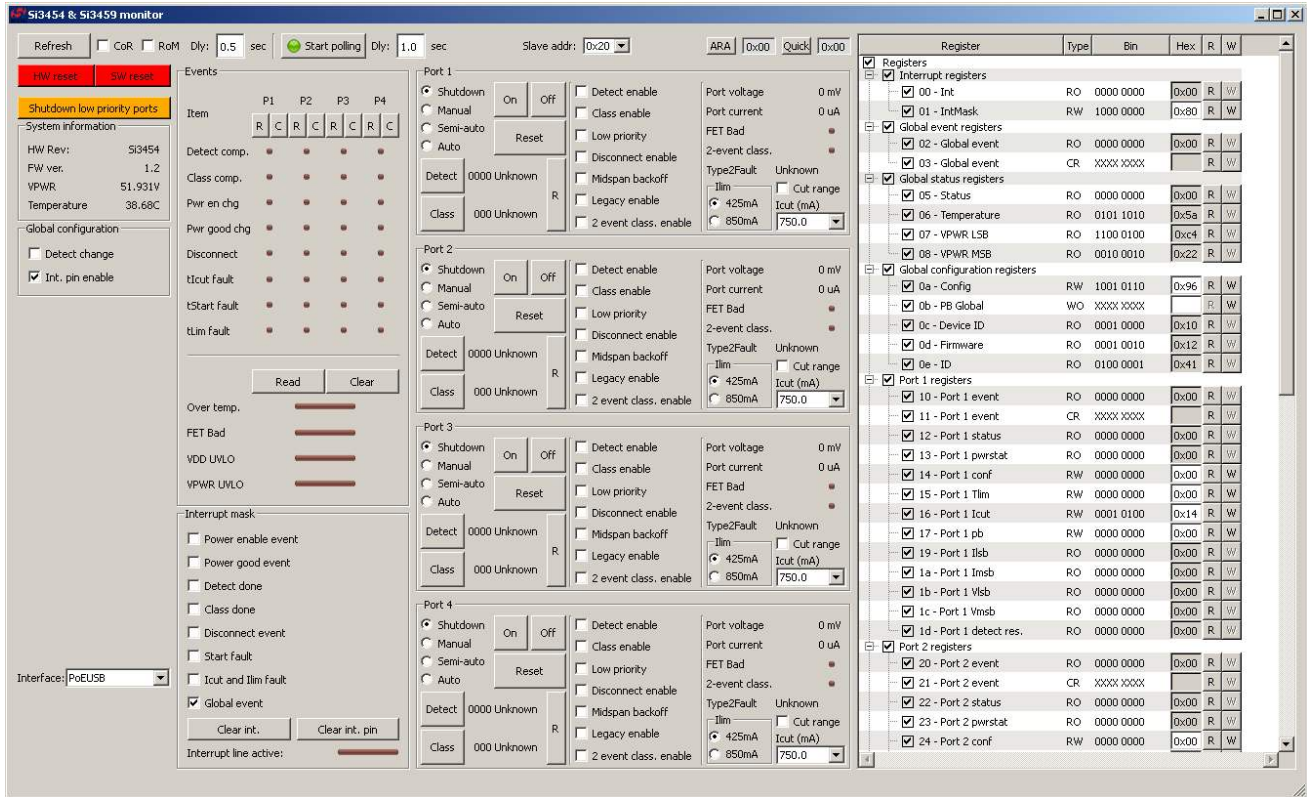 Si3454 & Si3459 monitor
Refresh CoR RoM Dly: 0.5 sec Start polling Dly: 1.0 sec Slave addr: 0x20 ARA 0x00 Quick 0x00
HW reset SW reset
Shutdown low priority ports
System information
HW Rev: Si3454
FW ver. 1.2
VPWR 51.931V
Temperature 38.68C
Global configuration
Detect change
Int. pin enable
Interface: PoEUSB
Events
P1 P2 P3 P4
Item R C R C R C R C
Detect comp.
Class comp.
Pwr en chg
Pwr good chg
Disconnect
tIcut fault
tStart fault
tLim fault
Read Clear
Over temp.
FET Bad
VDD UVLO
VPWR UVLO
Interrupt mask
Power enable event
Power good event
Detect done
Class done
Disconnect event
Start fault
Icut and Ilim fault
Global event
Clear int. Clear int. pin
Interrupt line active:
Port 1
Shutdown
Manual
Semi-auto
Auto
On Off
Reset
Detect 0000 Unknown
Class 000 Unknown
R
Detect enable
Class enable
Low priority
Disconnect enable
Midspan backoff
Legacy enable
2 event class. enable
Port voltage 0 mV
Port current 0 uA
FET Bad
2-event class.
Type2Fault Unknown
Ilim
425mA
850mA
Cut range
Icut (mA)
750.0
Port 2
Shutdown
Manual
Semi-auto
Auto
On Off
Reset
Detect 0000 Unknown
Class 000 Unknown
R
Detect enable
Class enable
Low priority
Disconnect enable
Midspan backoff
Legacy enable
2 event class. enable
Port voltage 0 mV
Port current 0 uA
FET Bad
2-event class.
Type2Fault Unknown
Ilim
425mA
850mA
Cut range
Icut (mA)
750.0
Port 3
Shutdown
Manual
Semi-auto
Auto
On Off
Reset
Detect 0000 Unknown
Class 000 Unknown
R
Detect enable
Class enable
Low priority
Disconnect enable
Midspan backoff
Legacy enable
2 event class. enable
Port voltage 0 mV
Port current 0 uA
FET Bad
2-event class.
Type2Fault Unknown
Ilim
425mA
850mA
Cut range
Icut (mA)
750.0
Port 4
Shutdown
Manual
Semi-auto
Auto
On Off
Reset
Detect 0000 Unknown
Class 000 Unknown
R
Detect enable
Class enable
Low priority
Disconnect enable
Midspan backoff
Legacy enable
2 event class. enable
Port voltage 0 mV
Port current 0 uA
FET Bad
2-event class.
Type2Fault Unknown
Ilim
425mA
850mA
Cut range
Icut (mA)
750.0
Register Type Bin Hex R W
Registers
Interrupt registers
00 - Int RO 0000 0000 0x00 R W
01 - IntMask RW 1000 0000 0x80 R W
Global event registers
02 - Global event RO 0000 0000 0x00 R W
03 - Global event CR XXXX XXXX R W
Global status registers
05 - Status RO 0000 0000 0x00 R W
06 - Temperature RO 0101 1010 0x5a R W
07 - VPWR LSB RO 1100 0100 0xc4 R W
08 - VPWR MSB RO 0010 0010 0x22 R W
Global configuration registers
0a - Config RW 1001 0110 0x96 R W
0b - PB Global WO XXXX XXXX R W
0c - Device ID RO 0001 0000 0x10 R W
0d - Firmware RO 0001 0010 0x12 R W
0e - ID RO 0100 0001 0x41 R W
Port 1 registers
10 - Port 1 event RO 0000 0000 0x00 R W
11 - Port 1 event CR XXXX XXXX R W
12 - Port 1 status RO 0000 0000 0x00 R W
13 - Port 1 pwrstat RO 0000 0000 0x00 R W
14 - Port 1 conf RW 0000 0000 0x00 R W
15 - Port 1 Tlim RW 0000 0000 0x00 R W
16 - Port 1 Icut RW 0001 0100 0x14 R W
17 - Port 1 pb RW 0000 0000 0x00 R W
19 - Port 1 Ilsb RO 0000 0000 0x00 R W
1a - Port 1 Imsb RO 0000 0000 0x00 R W
1b - Port 1 Vlsb RO 0000 0000 0x00 R W
1c - Port 1 Vmsb RO 0000 0000 0x00 R W
1d - Port 1 detect res. RO 0000 0000 0x00 R W
Port 2 registers
20 - Port 2 event RO 0000 0000 0x00 R W
21 - Port 2 event CR XXXX XXXX R W
22 - Port 2 status RO 0000 0000 0x00 R W
23 - Port 2 pwrstat RO 0000 0000 0x00 R W
24 - Port 2 conf RW 0000 0000 0x00 R W